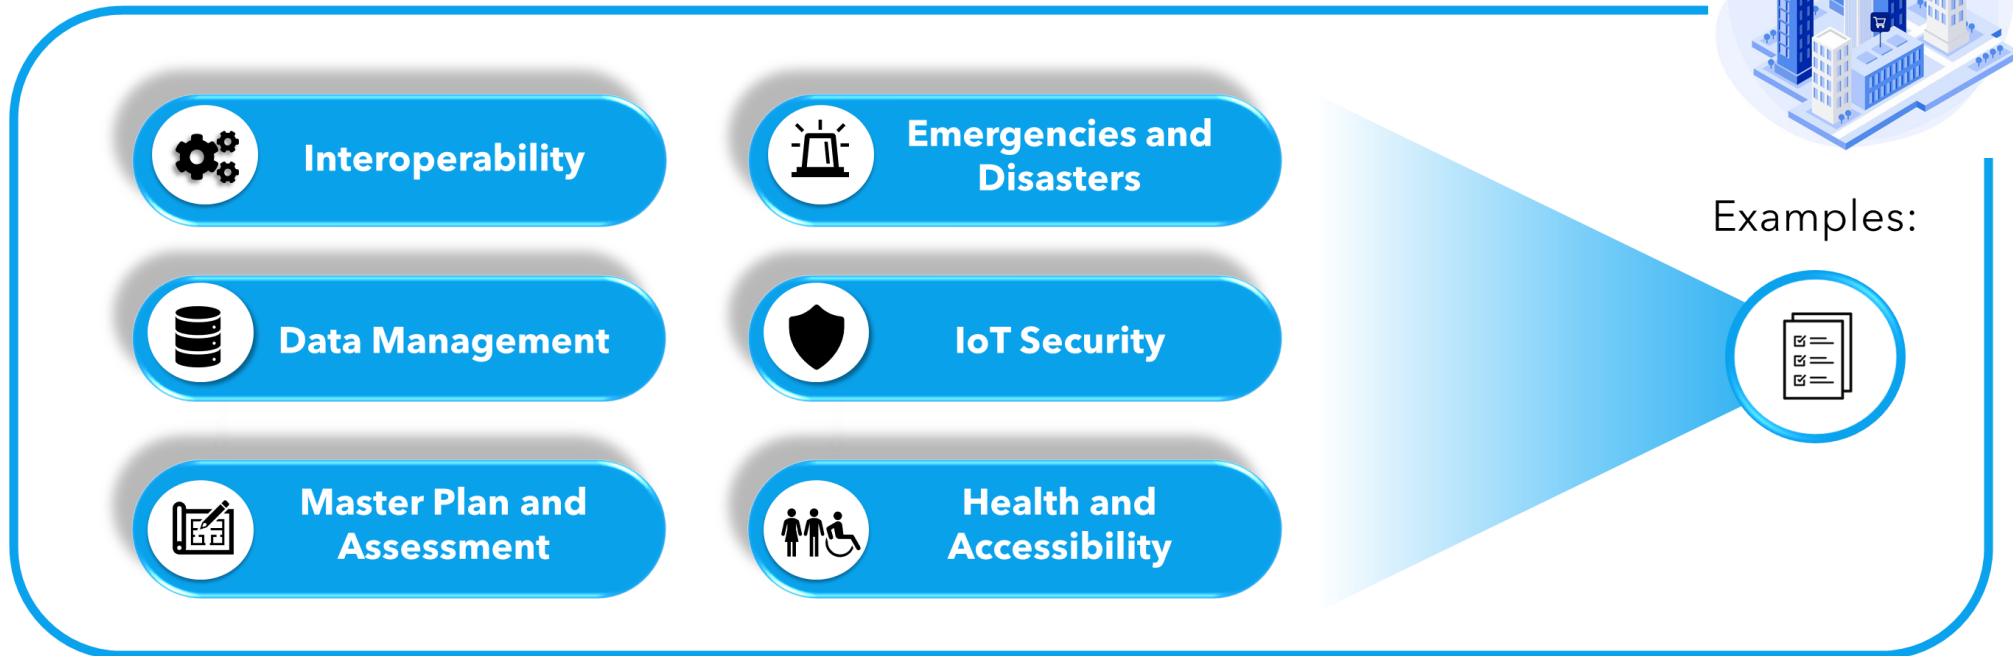 Interoperability
Emergencies and
Disasters
Examples:
Data Management
IoT Security
Master Plan and
Assessment
Health and
Accessibility